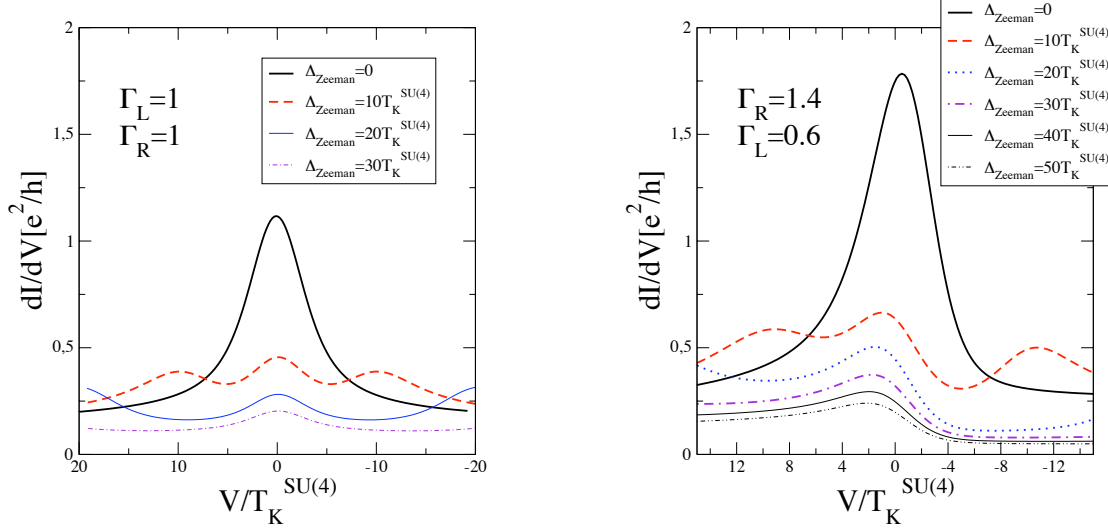 2
1,5
1
0,5
0
20
10
0
-10
-20
dI/dV[e²/h]
V/T_K^SU(4)
Γ_L=1
Γ_R=1
Δ_Zeeman=0
Δ_Zeeman=10T_K^SU(4)
Δ_Zeeman=20T_K^SU(4)
Δ_Zeeman=30T_K^SU(4)
2
1,5
1
0,5
0
12
8
4
0
-4
-8
-12
dI/dV[e²/h]
V/T_K^SU(4)
Γ_R=1.4
Γ_L=0.6
Δ_Zeeman=0
Δ_Zeeman=10T_K^SU(4)
Δ_Zeeman=20T_K^SU(4)
Δ_Zeeman=30T_K^SU(4)
Δ_Zeeman=40T_K^SU(4)
Δ_Zeeman=50T_K^SU(4)